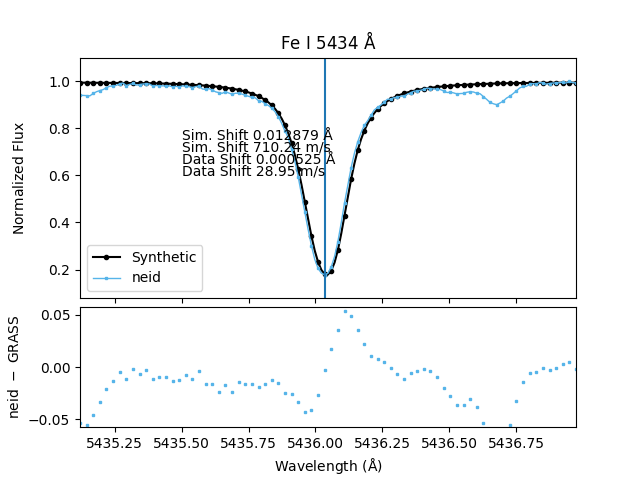 Fe I 5434 Å
Normalized Flux
1.0
0.8
0.6
0.4
0.2
Sim. Shift 0.012879 Å
Sim. Shift 710.24 m/s
Data Shift 0.000525 Å
Data Shift 28.95 m/s
Synthetic
neid
neid − GRASS
0.05
0.00
−0.05
5435.25 5435.50 5435.75 5436.00 5436.25 5436.50 5436.75
Wavelength (Å)